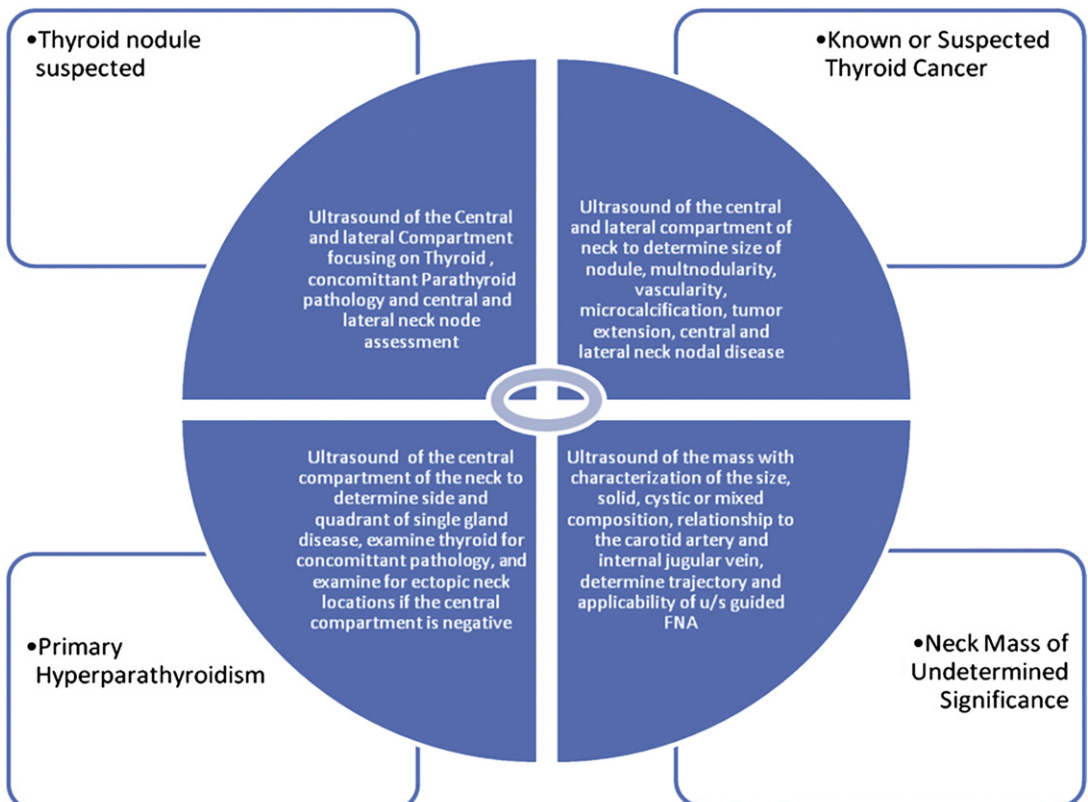 •Thyroid nodule
suspected
•Known or Suspected
Thyroid Cancer
Ultrasound of the Central
and lateral Compartment
focusing on Thyroid ,
concomittant Parathyroid
pathology and central and
lateral neck node
assessment
Ultrasound of the central
and lateral compartment of
neck to determine size of
nodule, multnodularity,
vascularity,
microcalcification, tumor
extension, central and
lateral neck nodal disease
Ultrasound of the central
compartment of the neck to
determine side and
quadrant of single gland
disease, examine thyroid for
concomittant pathology, and
examine for ectopic neck
locations if the central
compartment is negative
Ultrasound of the mass with
characterization of the size,
solid, cystic or mixed
composition, relationship to
the carotid artery and
internal jugular vein,
determine trajectory and
applicability of u/s guided
FNA
•Primary
Hyperparathyroidism
•Neck Mass of
Undetermined
Significance